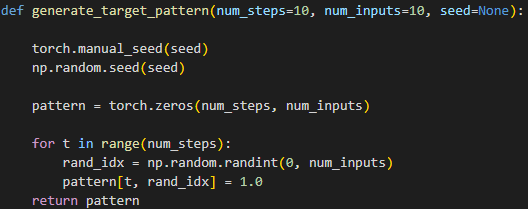 def generate_target_pattern(num_steps=10, num_inputs=10, seed=None):
    torch.manual_seed(seed)
    np.random.seed(seed)
    pattern = torch.zeros(num_steps, num_inputs)
    for t in range(num_steps):
        rand_idx = np.random.randint(0, num_inputs)
        pattern[t, rand_idx] = 1.0
    return pattern